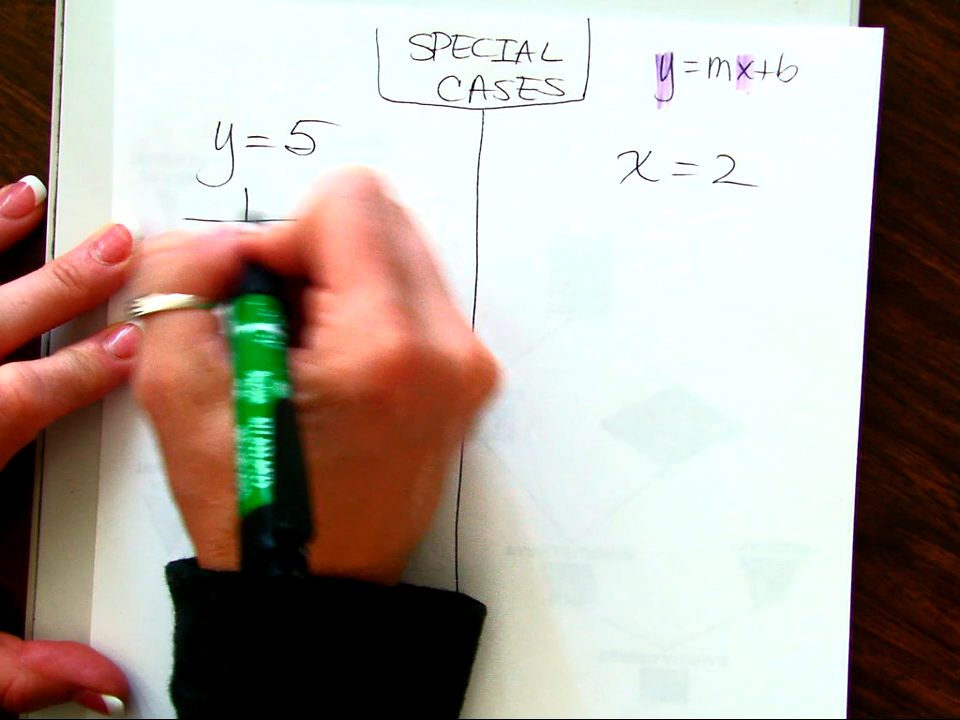 SPECIAL
CASES
y = mx + b
y = 5
x = 2